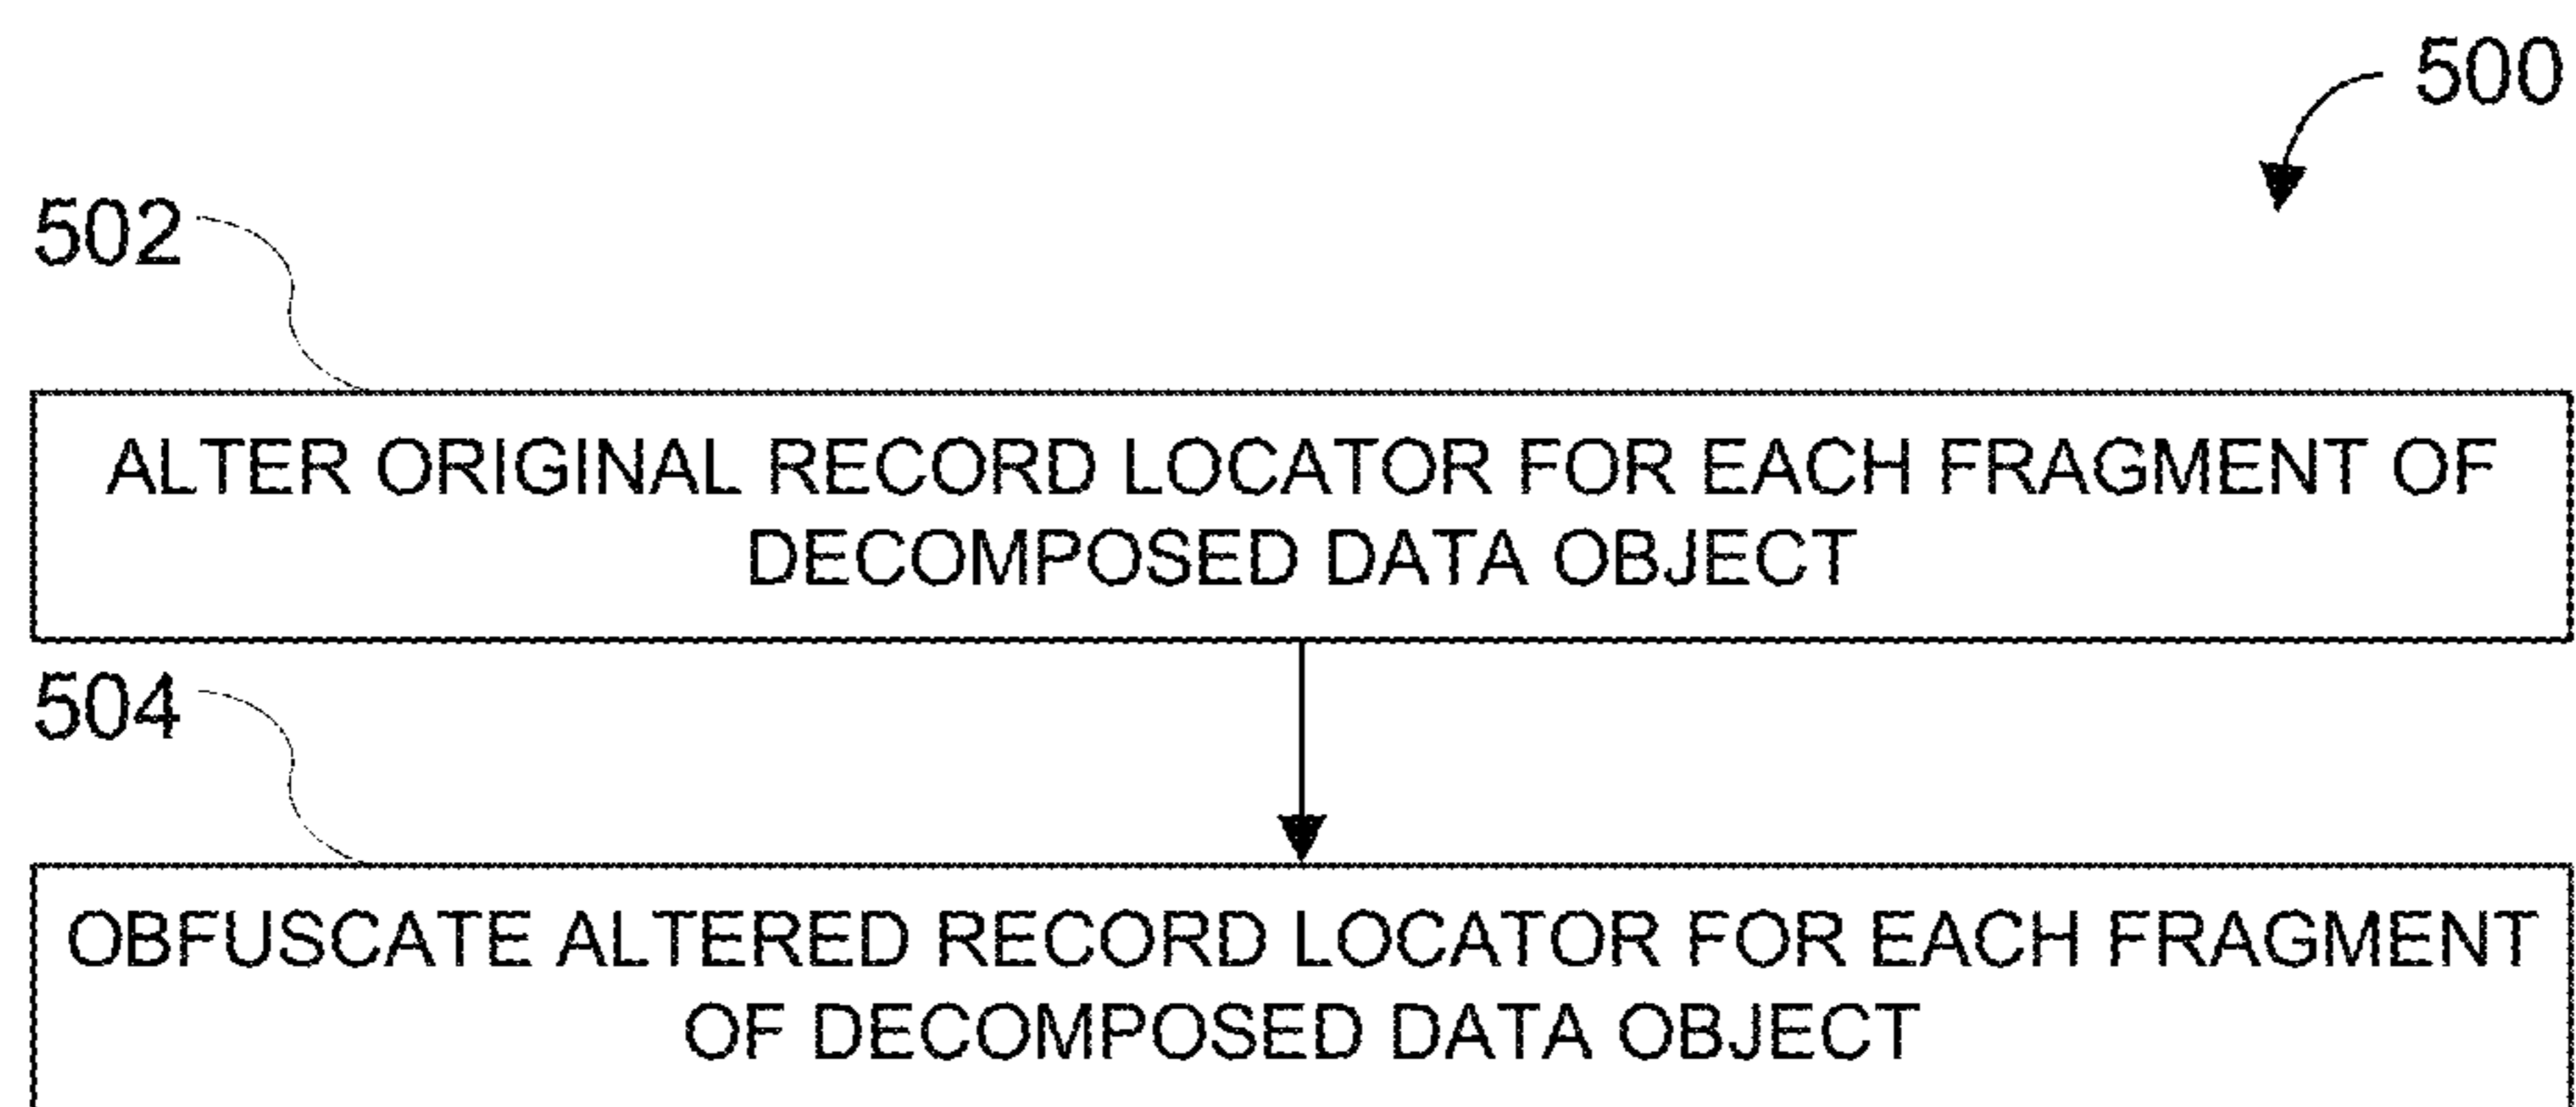 500
502
ALTER ORIGINAL RECORD LOCATOR FOR EACH FRAGMENT OF
DECOMPOSED DATA OBJECT
504
OBFUSCATE ALTERED RECORD LOCATOR FOR EACH FRAGMENT
OF DECOMPOSED DATA OBJECT